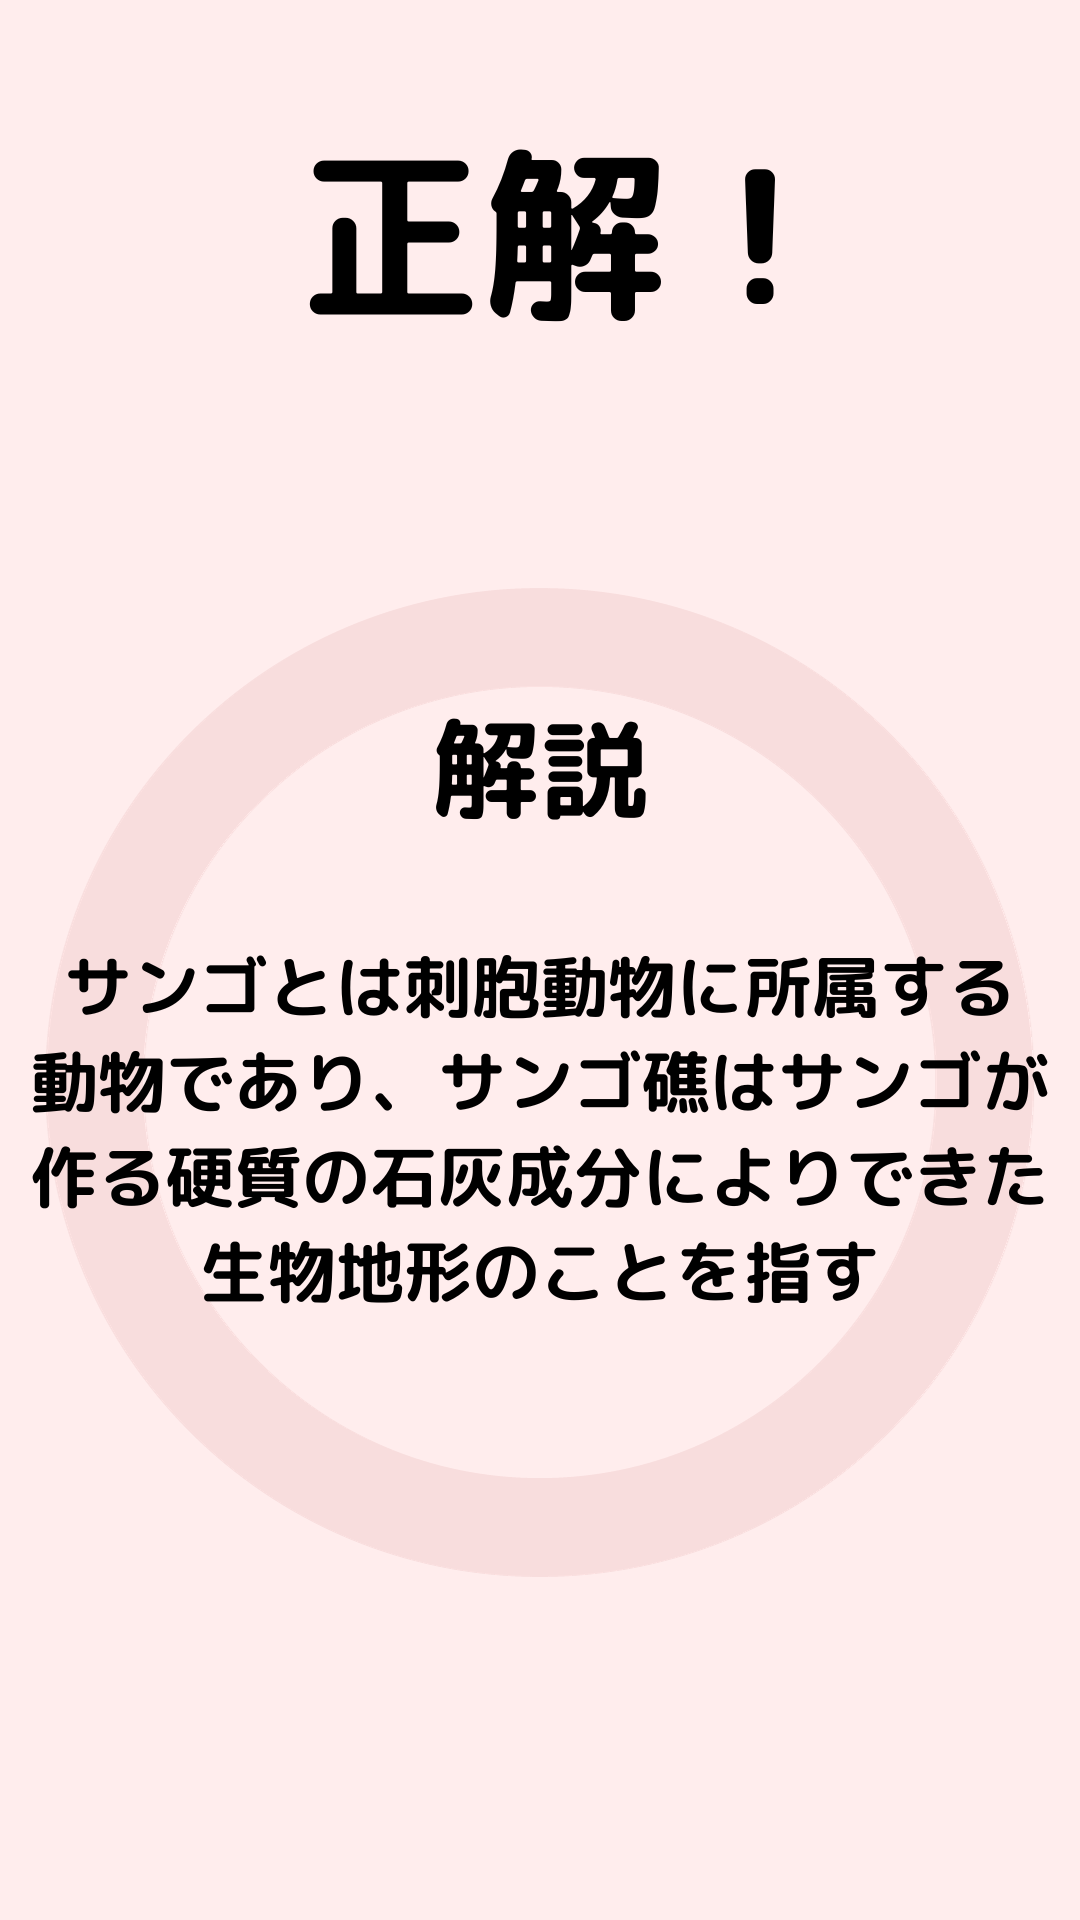 正解！
解説
サンゴとは刺胞動物に所属する
動物であり、サンゴ礁はサンゴが
作る硬質の石灰成分によりできた
生物地形のことを指す